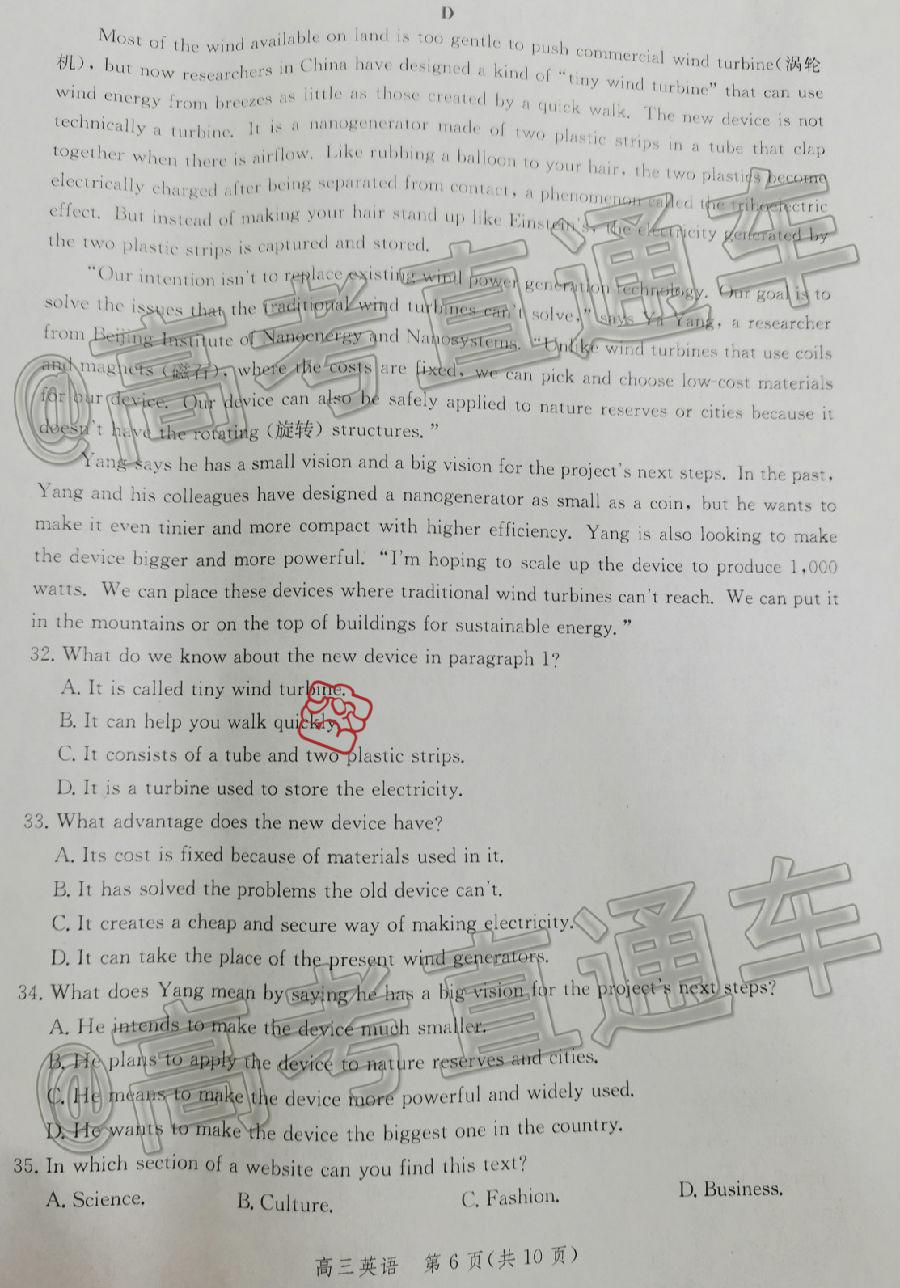 D
Most of the wind available on land is too gentle to push commercial wind turbine(涡轮
机), but now researchers in China have designed a kind of “tiny wind turbine” that can use
wind energy from breezes as little as those created by a quick walk. The new device is not
technically a turbine. It is a nanogenerator made of two plastic strips in a tube that clap
together when there is airflow. Like rubbing a balloon to your hair, the two plastics become
electrically charged after being separated from contact, a phenomenon called the triboelectric
effect. But instead of making your hair stand up like Einstein's, the electricity generated by
the two plastic strips is captured and stored.
“Our intention isn't to replace existing wind power generation technology. Our goal is to
solve the issues that the traditional wind turbines can't solve,” says Ya Yang, a researcher
from Beijing Institute of Nanoenergy and Nanosystems. “Unlike wind turbines that use coils
and magnets (磁石), where the costs are fixed, we can pick and choose low-cost materials
for our device. Our device can also be safely applied to nature reserves or cities because it
doesn't have the rotating (旋转) structures.”
Yang says he has a small vision and a big vision for the project's next steps. In the past,
Yang and his colleagues have designed a nanogenerator as small as a coin, but he wants to
make it even tinier and more compact with higher efficiency. Yang is also looking to make
the device bigger and more powerful. “I'm hoping to scale up the device to produce 1,000
watts. We can place these devices where traditional wind turbines can't reach. We can put it
in the mountains or on the top of buildings for sustainable energy.”
32. What do we know about the new device in paragraph 1?
A. It is called tiny wind turbine.
B. It can help you walk quickly.
C. It consists of a tube and two plastic strips.
D. It is a turbine used to store the electricity.
33. What advantage does the new device have?
A. Its cost is fixed because of materials used in it.
B. It has solved the problems the old device can't.
C. It creates a cheap and secure way of making electricity.
D. It can take the place of the present wind generators.
34. What does Yang mean by saying he has a big vision for the project's next steps?
A. He intends to make the device much smaller.
B. He plans to apply the device to nature reserves and cities.
C. He means to make the device more powerful and widely used.
D. He wants to make the device the biggest one in the country.
35. In which section of a website can you find this text?
A. Science. B. Culture. C. Fashion. D. Business.
高三英语 第6页(共10页)
@高考直通车
@高考直通车